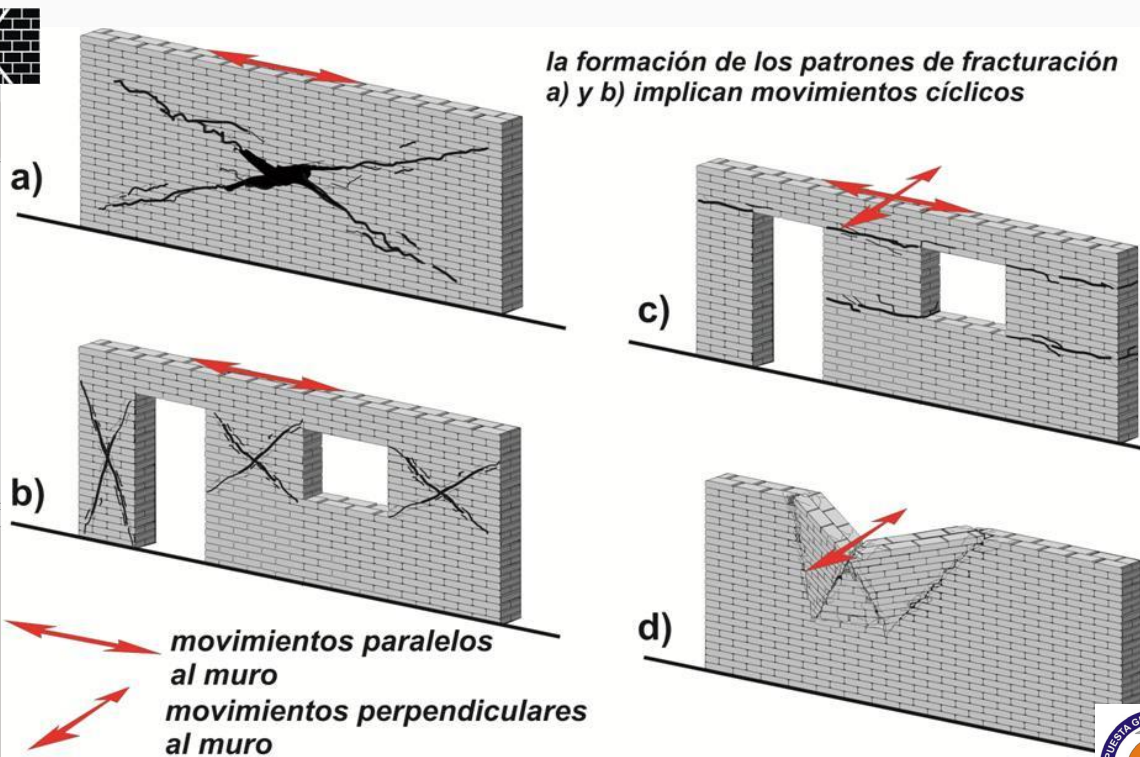 la formación de los patrones de fracturación
a) y b) implican movimientos cíclicos
a)
b)
c)
d)
movimientos paralelos
al muro
movimientos perpendiculares
al muro